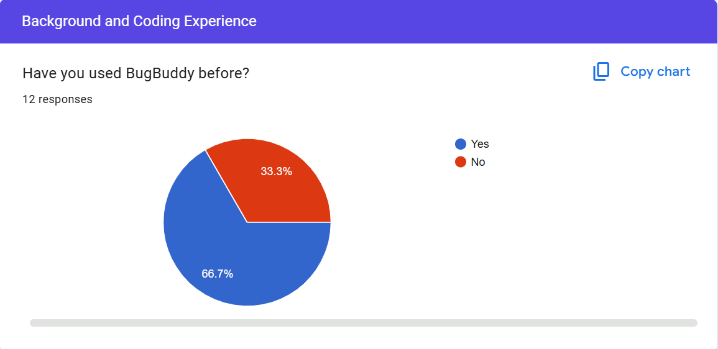 Background and Coding Experience
Have you used BugBuddy before?
Copy chart
12 responses
Yes
No
33.3%
66.7%